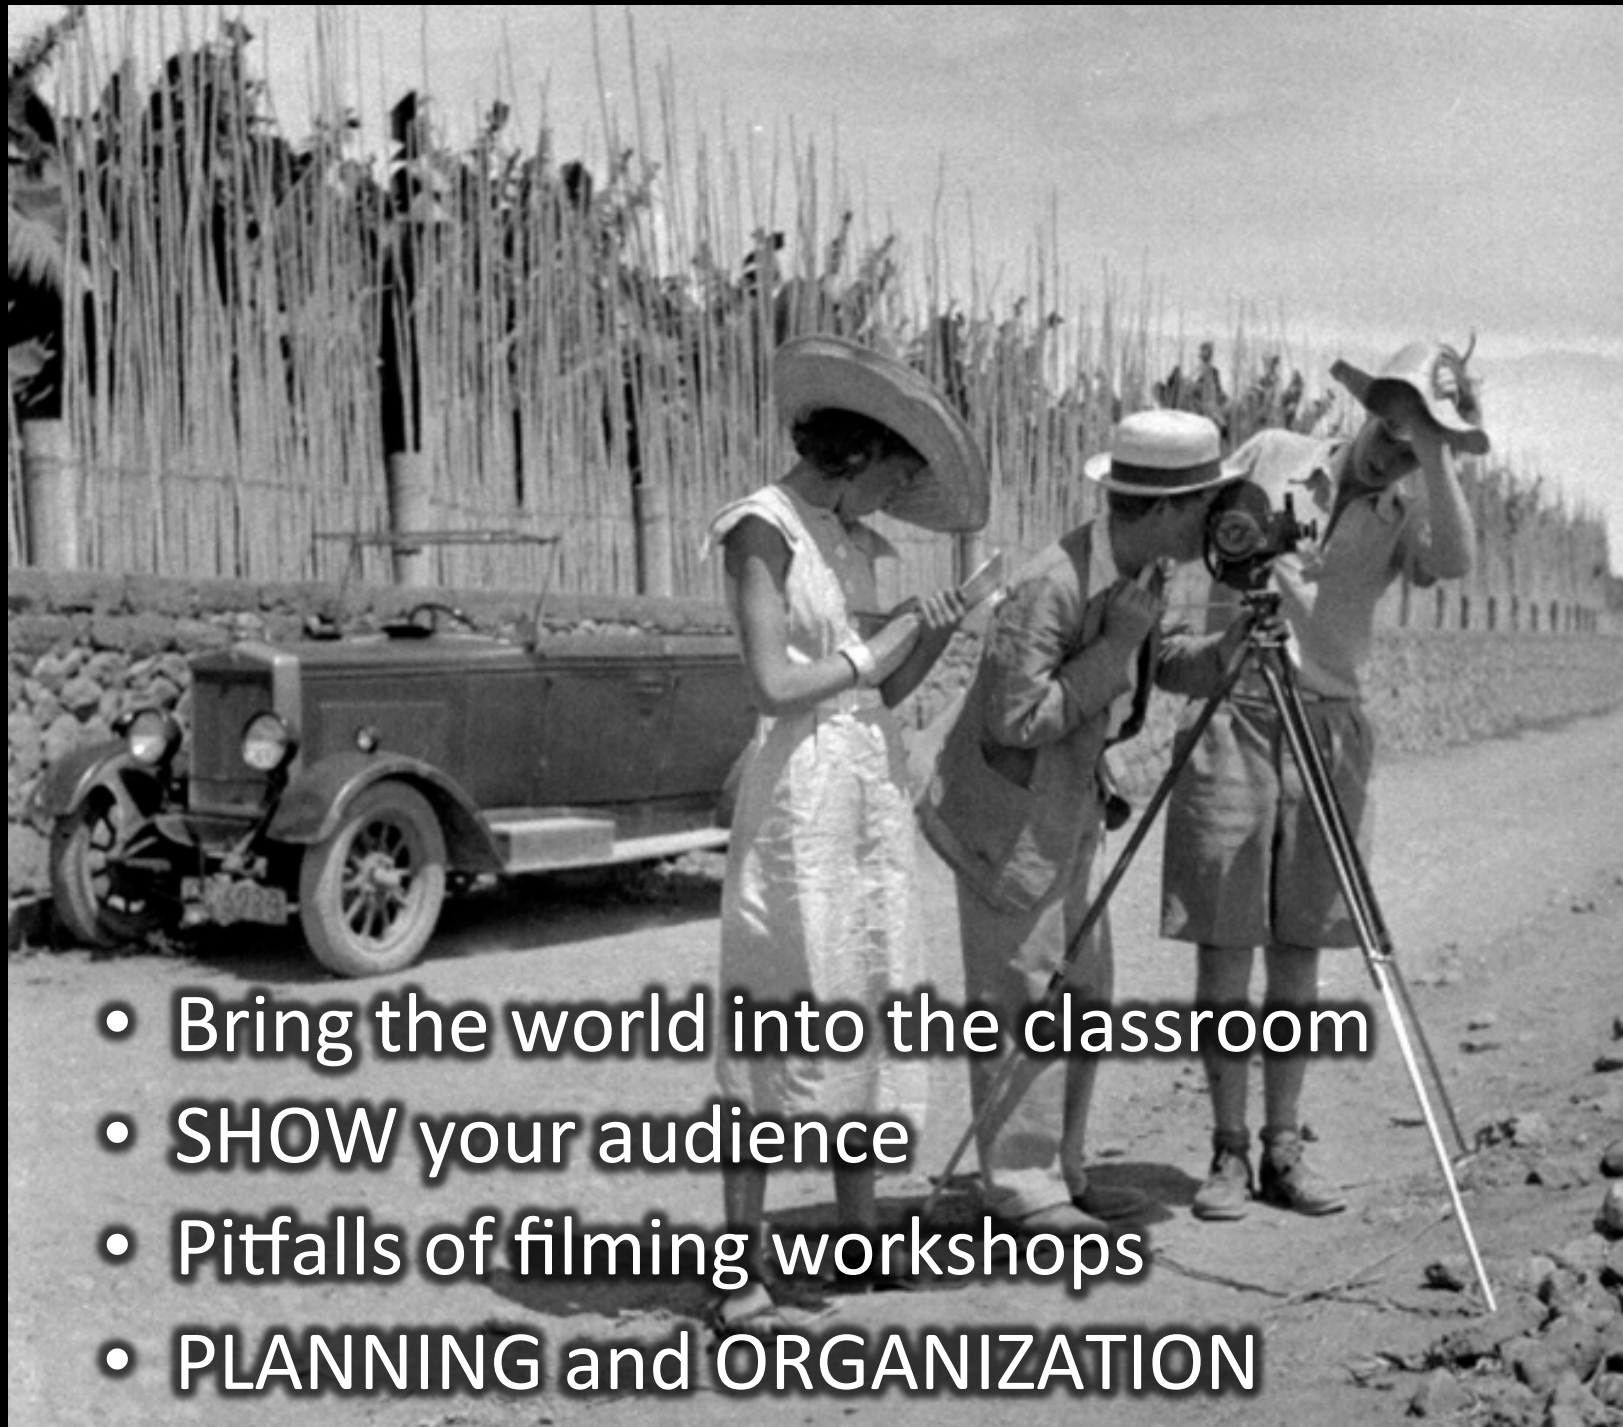 • Bring the world into the classroom
• SHOW your audience
• Pitfalls of filming workshops
• PLANNING and ORGANIZATION